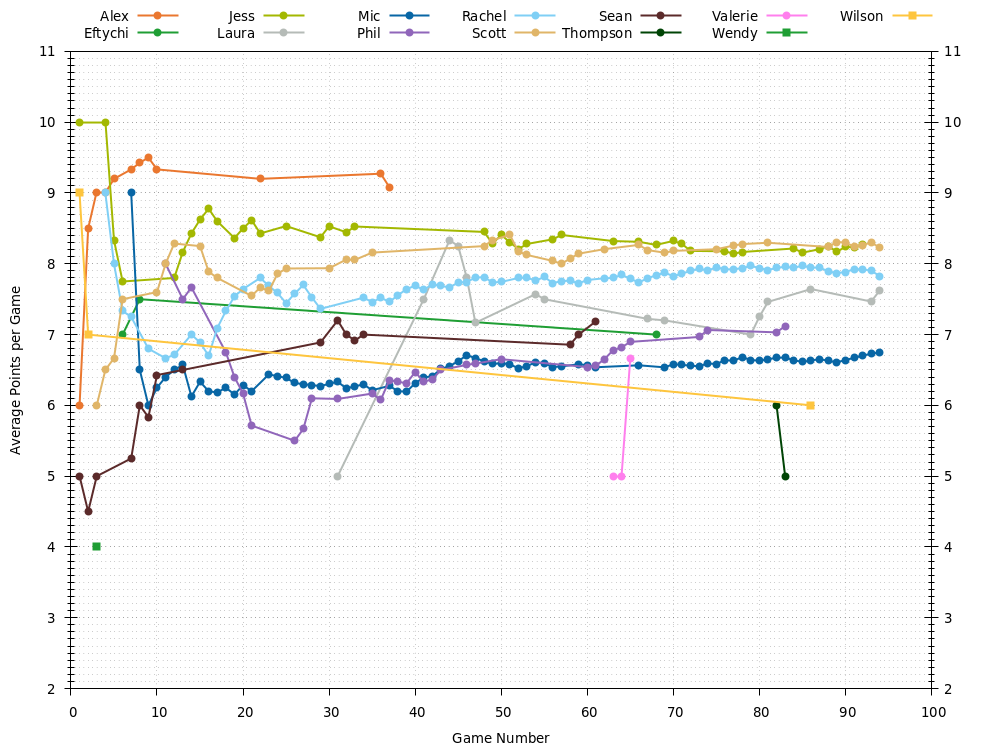 Alex Jess Mic Rachel Sean Valerie Wilson
Eftychi Laura Phil Scott Thompson Wendy
11 11
10 10
9 9
8 8
7 7
6 6
5 5
4 4
3 3
2 2
Average Points per Game
0 10 20 30 40 50 60 70 80 90 100
Game Number